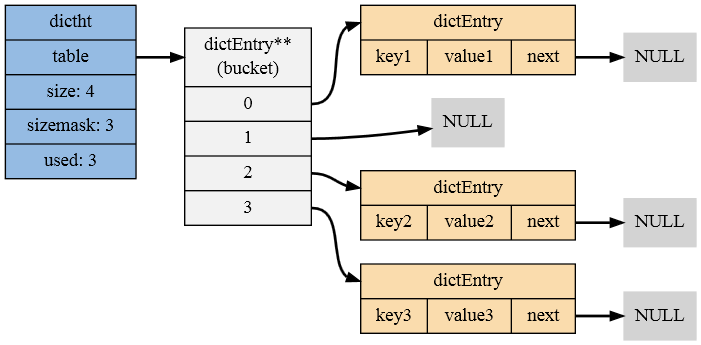 dictht
table
size: 4
sizemask: 3
used: 3
dictEntry**
(bucket)
0
1
2
3
dictEntry
key1 value1 next
NULL
NULL
dictEntry
key2 value2 next
NULL
dictEntry
key3 value3 next
NULL